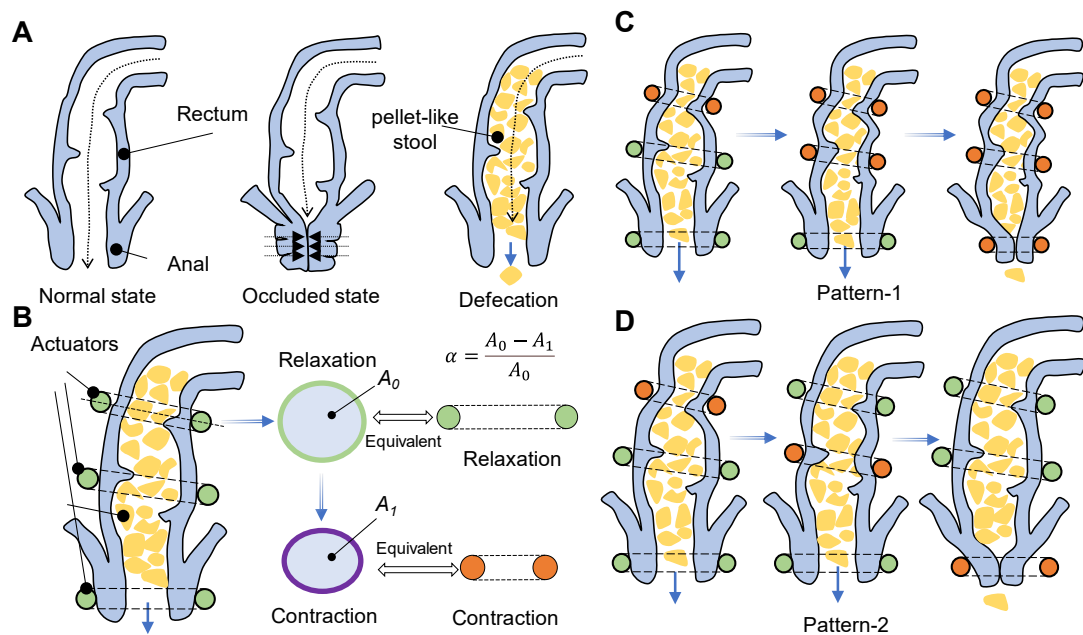 A
Rectum
Anal
pellet-like
stool
Normal state
Occluded state
Defecation
B
Actuators
Relaxation
A0
α = (A0 − A1) / A0
Equivalent
Relaxation
A1
Equivalent
Contraction
Contraction
C
Pattern-1
D
Pattern-2